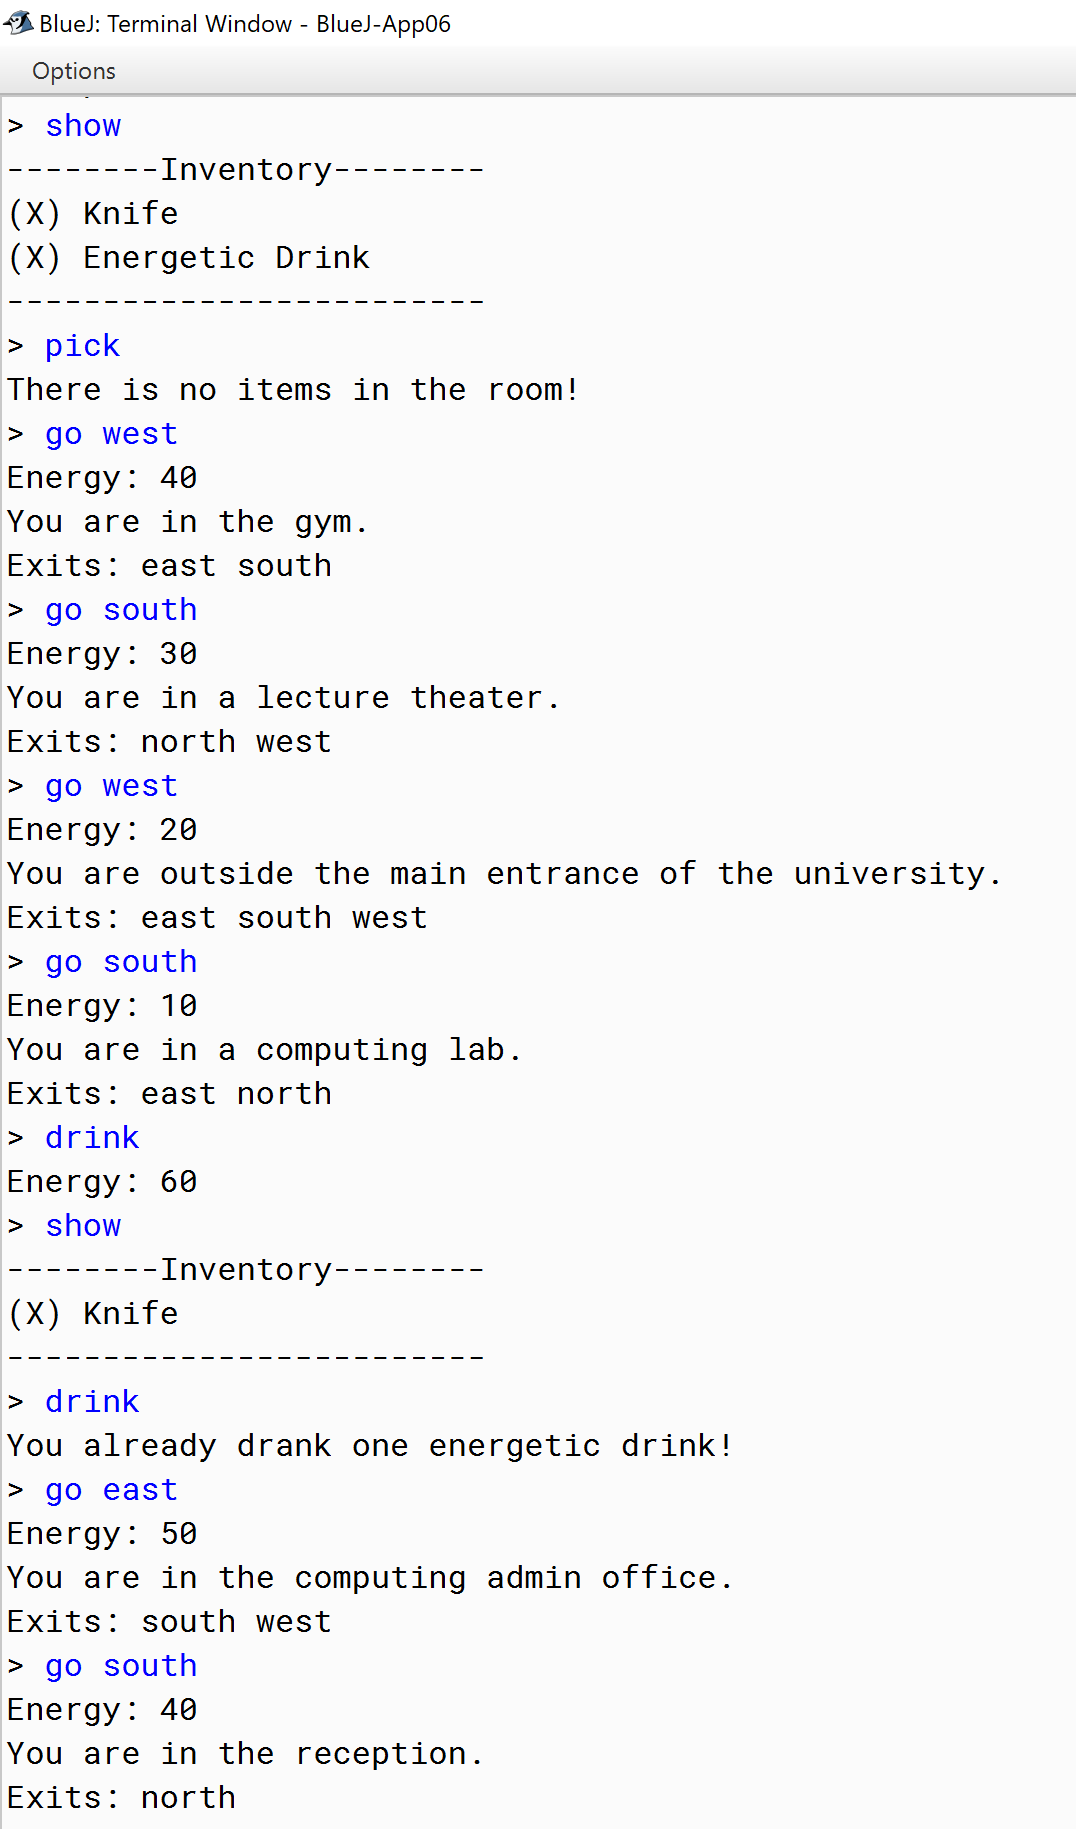 BlueJ: Terminal Window - BlueJ-App06
Options
> show
--------Inventory--------
(X) Knife
(X) Energetic Drink
-------------------------
> pick
There is no items in the room!
> go west
Energy: 40
You are in the gym.
Exits: east south
> go south
Energy: 30
You are in a lecture theater.
Exits: north west
> go west
Energy: 20
You are outside the main entrance of the university.
Exits: east south west
> go south
Energy: 10
You are in a computing lab.
Exits: east north
> drink
Energy: 60
> show
--------Inventory--------
(X) Knife
-------------------------
> drink
You already drank one energetic drink!
> go east
Energy: 50
You are in the computing admin office.
Exits: south west
> go south
Energy: 40
You are in the reception.
Exits: north